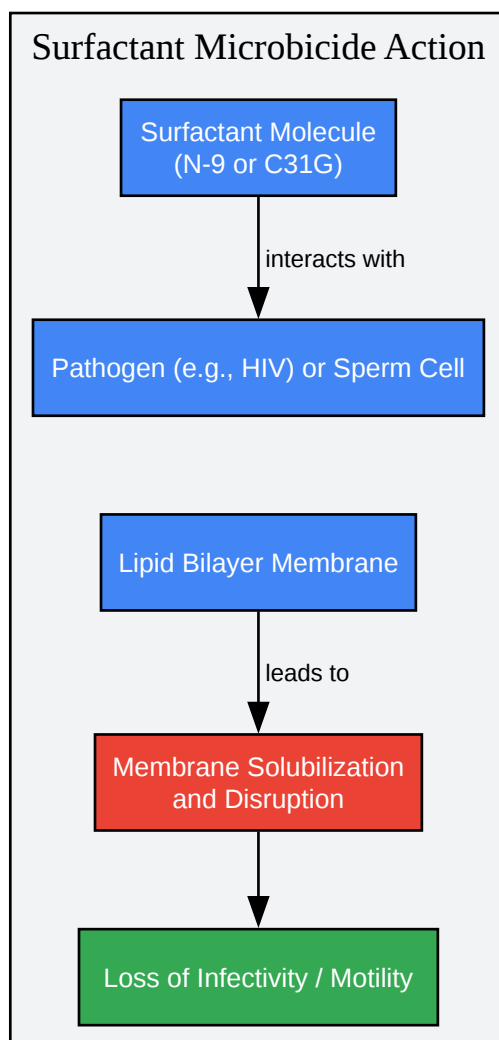 Surfactant Microbicide Action
Surfactant Molecule
(N-9 or C31G)
interacts with
Pathogen (e.g., HIV) or Sperm Cell
Lipid Bilayer Membrane
leads to
Membrane Solubilization
and Disruption
Loss of Infectivity / Motility